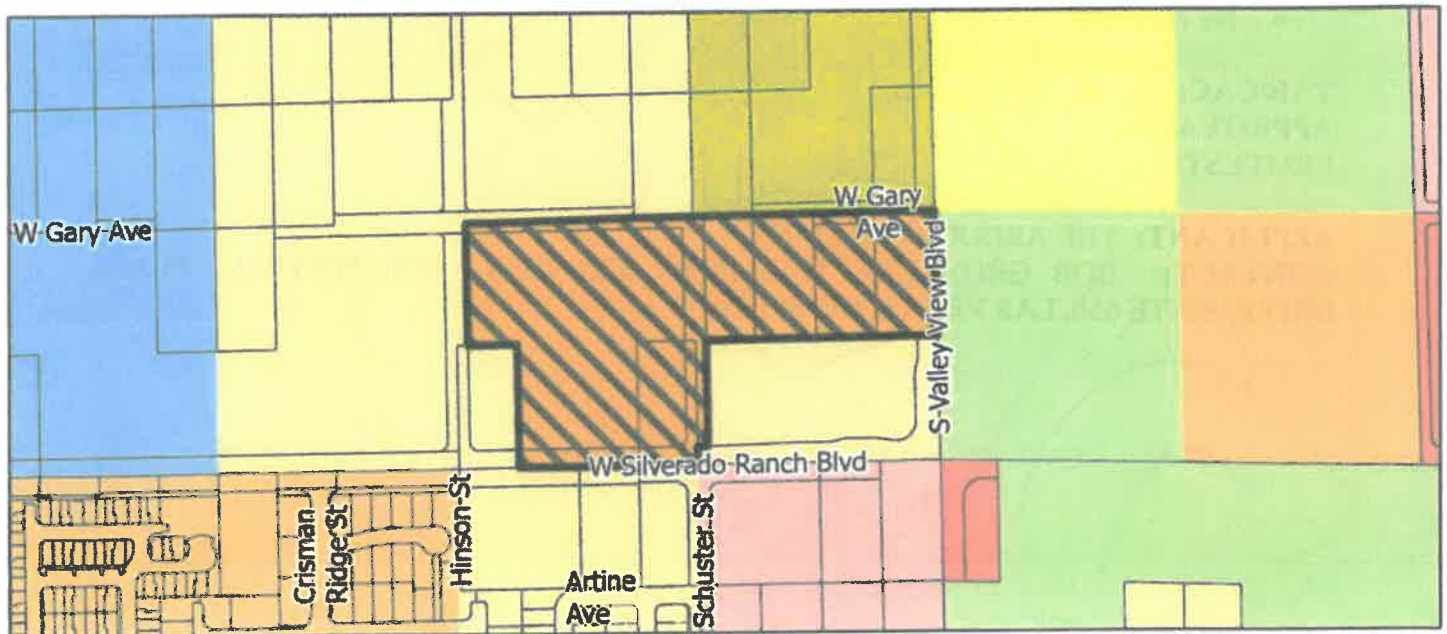 W Gary
Ave
W Gary Ave
S Valley View Blvd
W Silverado Ranch Blvd
Crisman
Ridge St
Hinson St
Schuster St
Artine
Ave